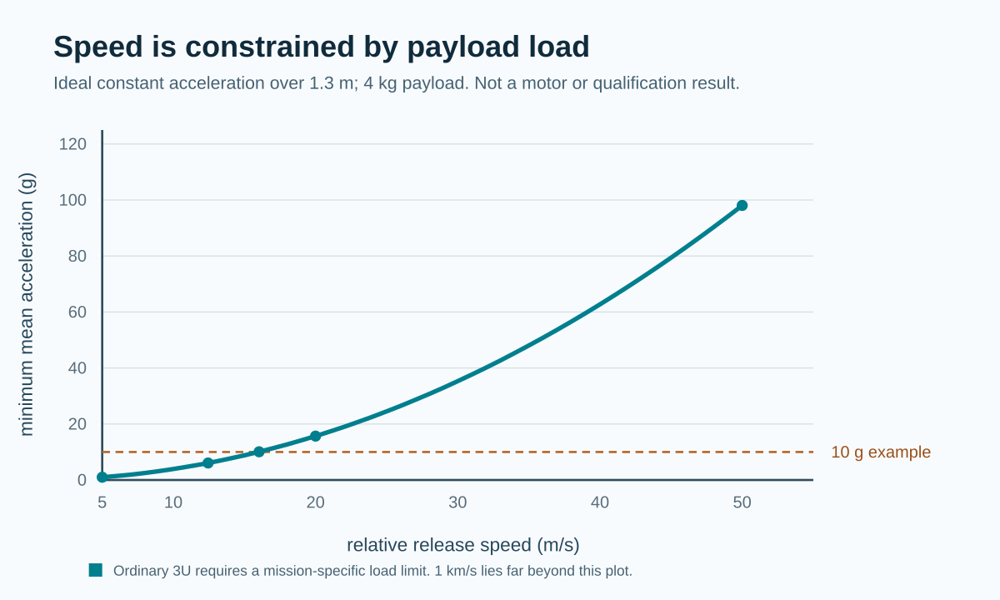 Speed is constrained by payload load
Ideal constant acceleration over 1.3 m; 4 kg payload. Not a motor or qualification result.
minimum mean acceleration (g)
120
100
80
60
40
20
0
10 g example
5 10 20 30 40 50
relative release speed (m/s)
Ordinary 3U requires a mission-specific load limit. 1 km/s lies far beyond this plot.